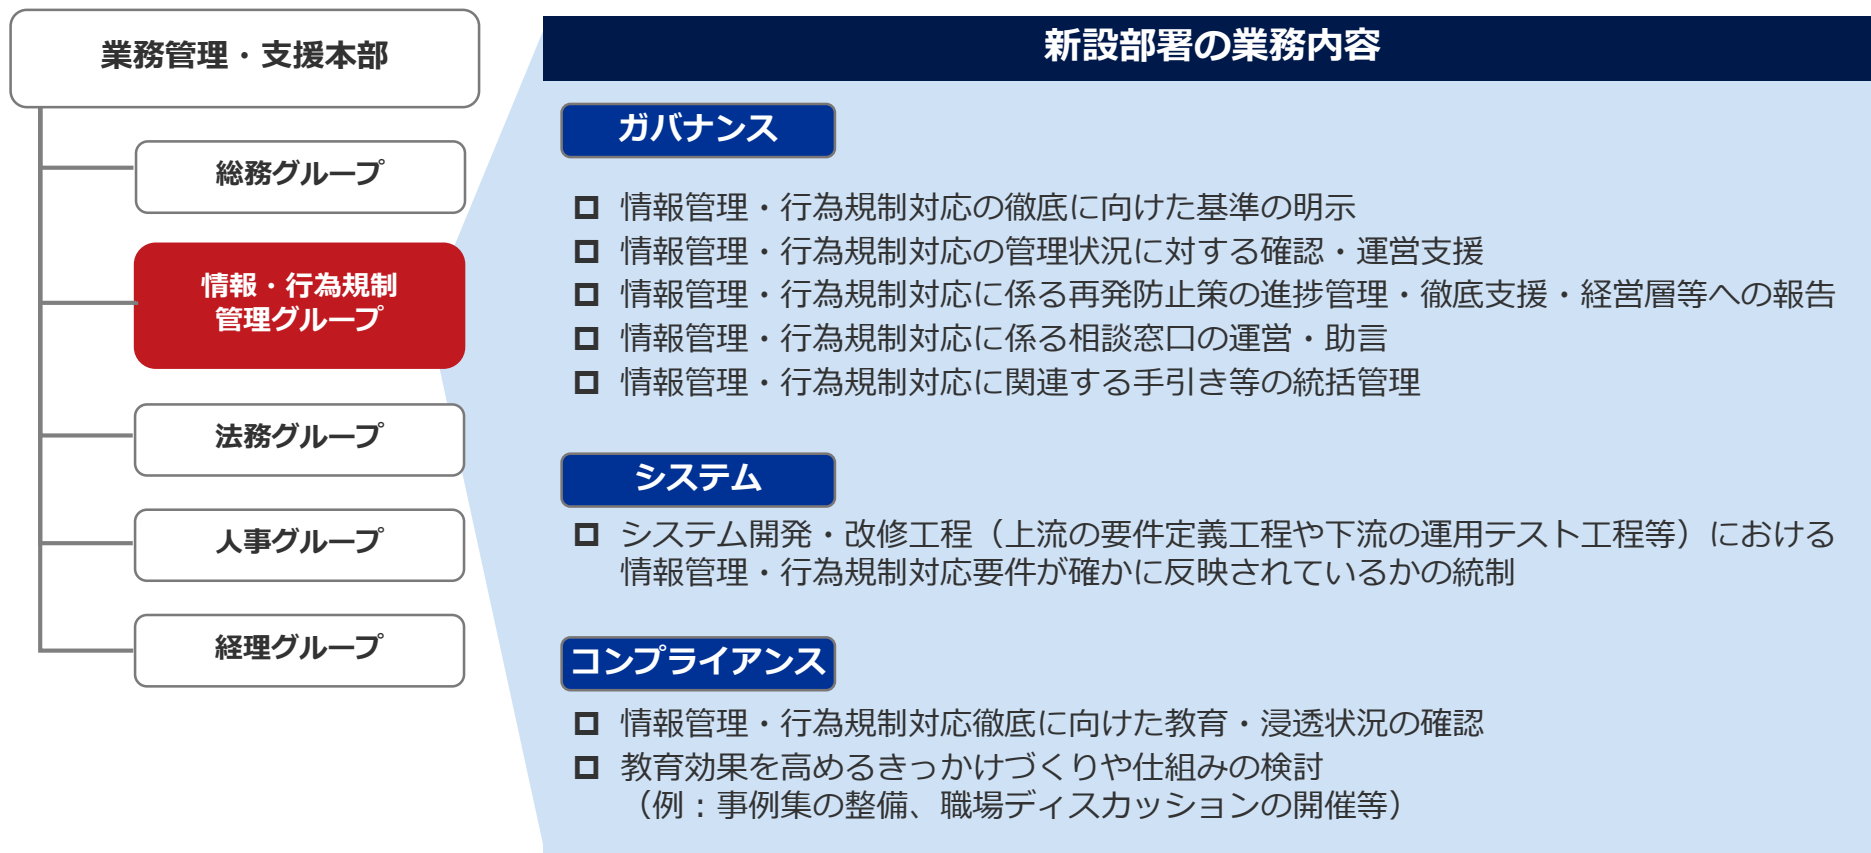 業務管理・支援本部
総務グループ
情報・行為規制
管理グループ
法務グループ
人事グループ
経理グループ
新設部署の業務内容
ガバナンス
情報管理・行為規制対応の徹底に向けた基準の明示
情報管理・行為規制対応の管理状況に対する確認・運営支援
情報管理・行為規制対応に係る再発防止策の進捗管理・徹底支援・経営層等への報告
情報管理・行為規制対応に係る相談窓口の運営・助言
情報管理・行為規制対応に関連する手引き等の統括管理
システム
システム開発・改修工程（上流の要件定義工程や下流の運用テスト工程等）における
情報管理・行為規制対応要件が確かに反映されているかの統制
コンプライアンス
情報管理・行為規制対応徹底に向けた教育・浸透状況の確認
教育効果を高めるきっかけづくりや仕組みの検討
（例：事例集の整備、職場ディスカッションの開催等）